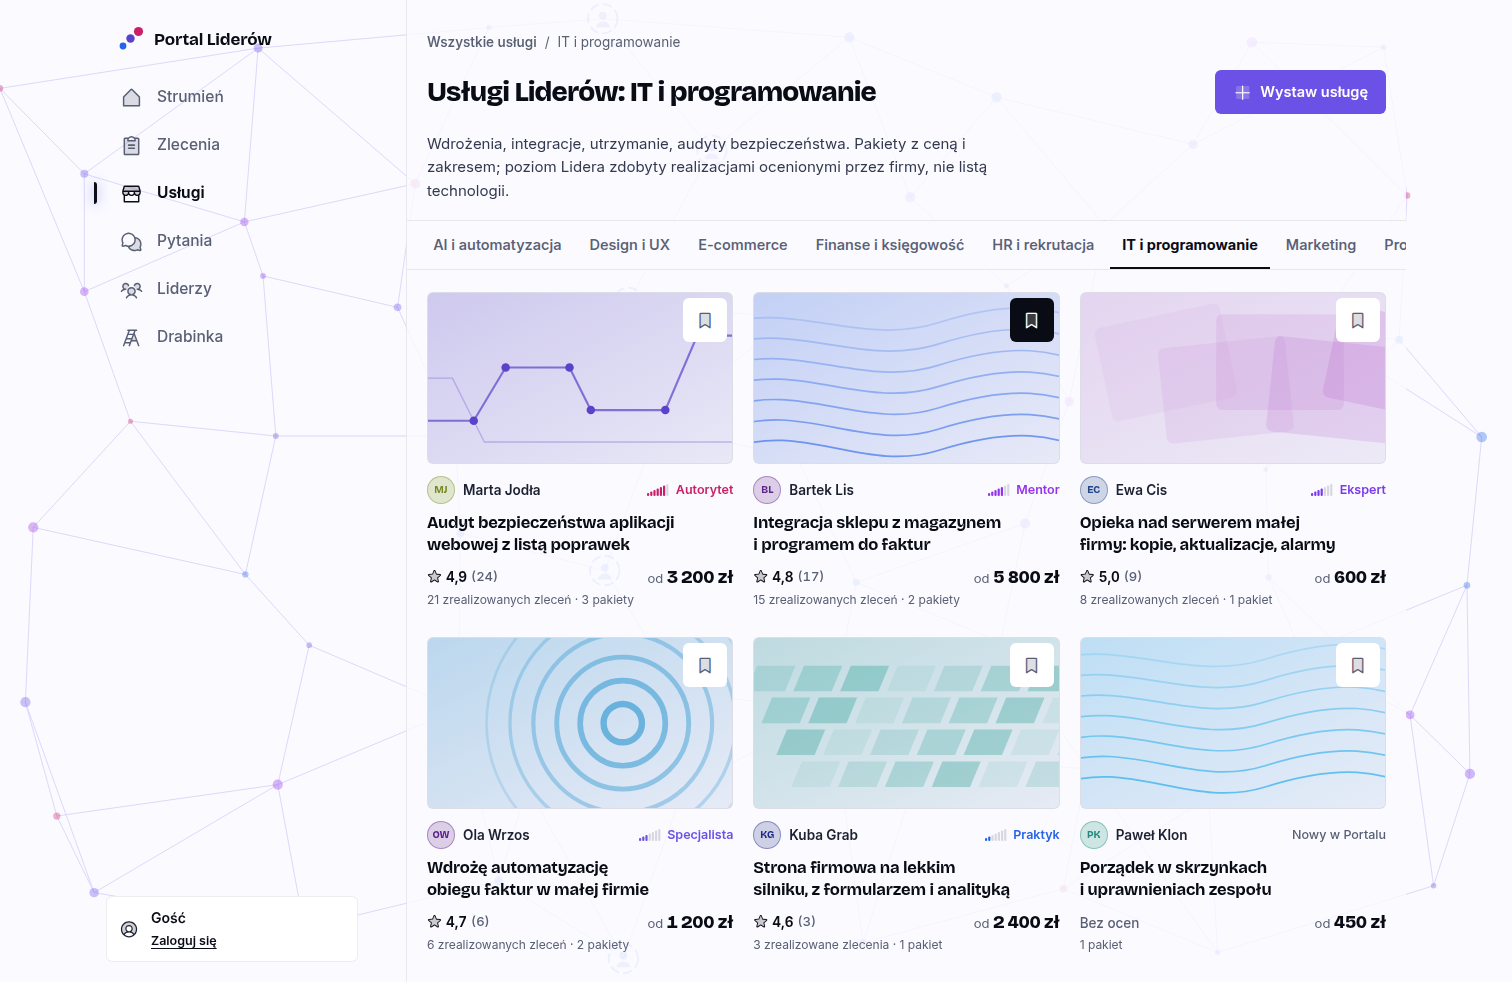 Portal Liderów
Strumień
Zlecenia
Usługi
Pytania
Liderzy
Drabinka
Gość
Zaloguj się
Wszystkie usługi / IT i programowanie
Usługi Liderów: IT i programowanie
Wystaw usługę
Wdrożenia, integracje, utrzymanie, audyty bezpieczeństwa. Pakiety z ceną i
zakresem; poziom Lidera zdobyty realizacjami ocenionymi przez firmy, nie listą
technologii.
AI i automatyzacja Design i UX E-commerce Finanse i księgowość HR i rekrutacja IT i programowanie Marketing Pro
MJ Marta Jodła Autorytet
Audyt bezpieczeństwa aplikacji
webowej z listą poprawek
4,9 (24) od 3 200 zł
21 zrealizowanych zleceń · 3 pakiety
BL Bartek Lis Mentor
Integracja sklepu z magazynem
i programem do faktur
4,8 (17) od 5 800 zł
15 zrealizowanych zleceń · 2 pakiety
EC Ewa Cis Ekspert
Opieka nad serwerem małej
firmy: kopie, aktualizacje, alarmy
5,0 (9) od 600 zł
8 zrealizowanych zleceń · 1 pakiet
OW Ola Wrzos Specjalista
Wdrożę automatyzację
obiegu faktur w małej firmie
4,7 (6) od 1 200 zł
6 zrealizowanych zleceń · 2 pakiety
KG Kuba Grab Praktyk
Strona firmowa na lekkim
silniku, z formularzem i analityką
4,6 (3) od 2 400 zł
3 zrealizowane zlecenia · 1 pakiet
PK Paweł Klon Nowy w Portalu
Porządek w skrzynkach
i uprawnieniach zespołu
Bez ocen od 450 zł
1 pakiet